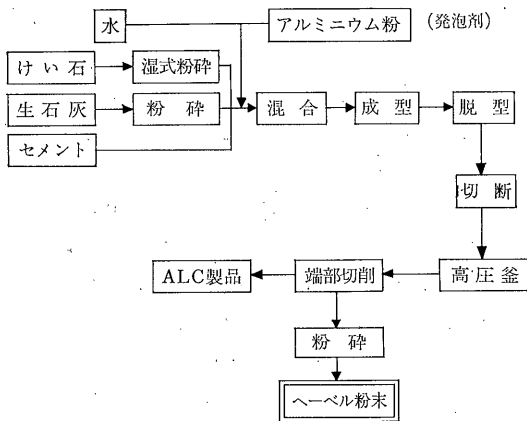 水
アルミニウム粉 (発泡剤)
けい石 湿式粉砕
生石灰 粉砕 混合 成型 脱型
セメント
切断
ALC製品 端部切削 高圧釜
粉砕
ヘーベル粉末